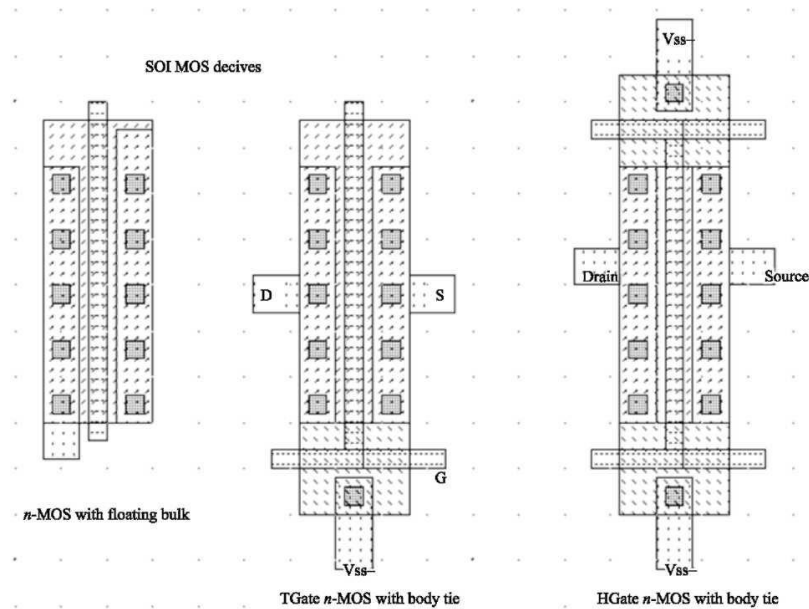 SOI MOS decives
Vss
D
S
Drain
Source
G
n-MOS with floating bulk
Vss
Vss
TGate n-MOS with body tie
HGate n-MOS with body tie